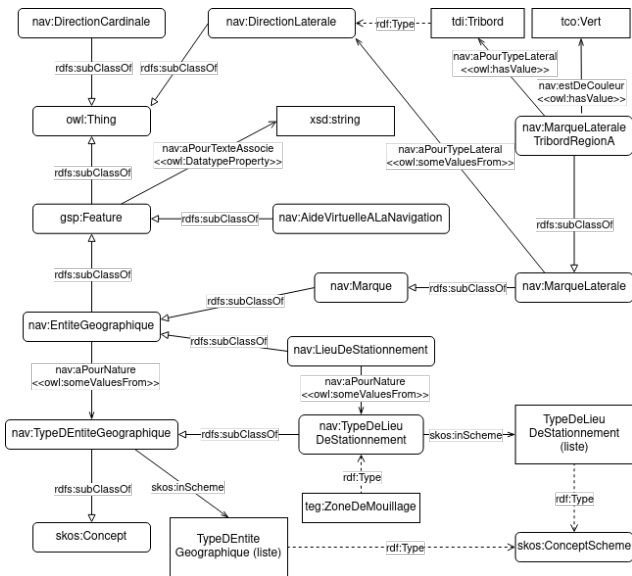 nav:DirectionCardinale
nav:DirectionLaterale
rdf:Type
tdi:Tribord
tco:Vert
rdfs:subClassOf
rdfs:subClassOf
nav:aPourTypeLateral
<<owl:hasValue>>
nav:estDeCouleur
<<owl:hasValue>>
owl:Thing
xsd:string
nav:MarqueLaterale
TribordRegionA
nav:aPourTexteAssocie
<<owl:DatatypeProperty>>
nav:aPourTypeLateral
<<owl:someValuesFrom>>
rdfs:subClassOf
gsp:Feature
rdfs:subClassOf
nav:AideVirtuelleALaNavigation
rdfs:subClassOf
rdfs:subClassOf
nav:Marque
rdfs:subClassOf
nav:MarqueLaterale
rdfs:subClassOf
nav:EntiteGeographique
rdfs:subClassOf
nav:LieuDeStationnement
nav:aPourNature
<<owl:someValuesFrom>>
nav:aPourNature
<<owl:someValuesFrom>>
nav:TypeDEntiteGeographique
rdfs:subClassOf
nav:TypeDeLieu
DeStationnement
skos:inScheme
TypeDeLieu
DeStationnement
(liste)
rdfs:subClassOf
skos:inScheme
rdf:Type
rdf:Type
teg:ZoneDeMouillage
skos:Concept
TypeDEntite
Geographique (liste)
rdf:Type
skos:ConceptScheme